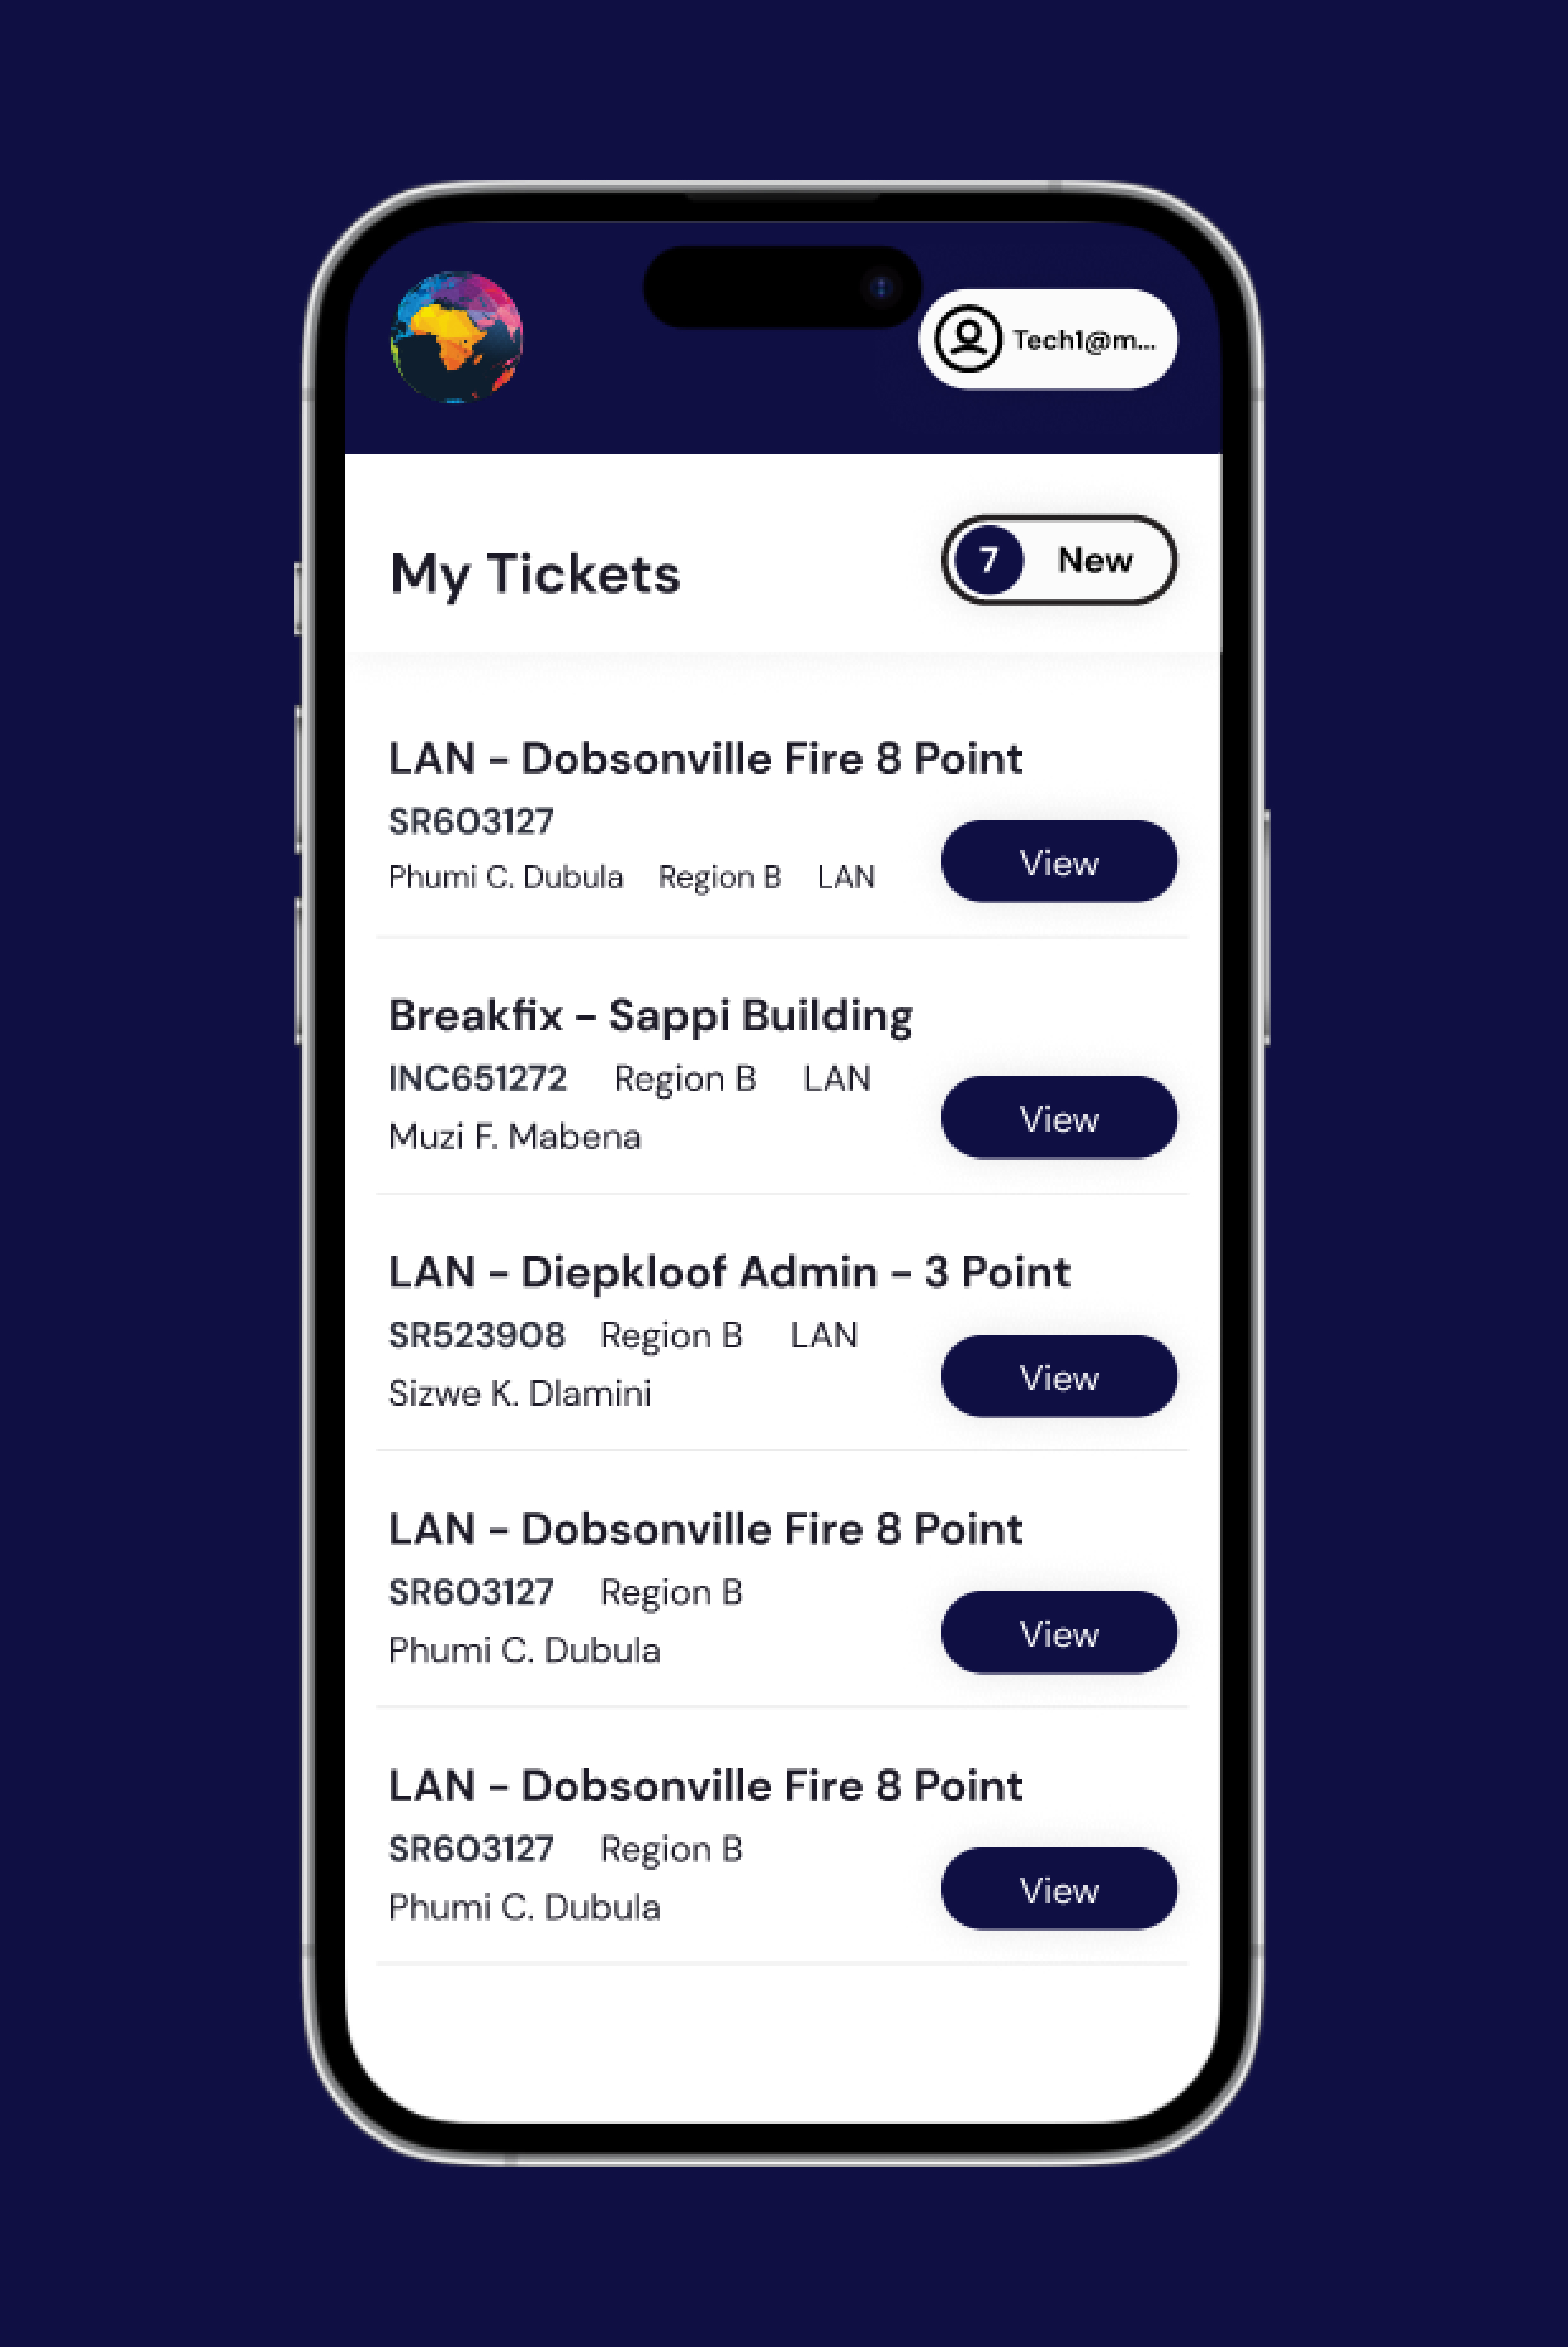 Tech1@m...
My Tickets
7 New
LAN - Dobsonville Fire 8 Point
SR603127
Phumi C. Dubula Region B LAN
View
Breakfix - Sappi Building
INC651272 Region B LAN
Muzi F. Mabena
View
LAN - Diepkloof Admin - 3 Point
SR523908 Region B LAN
Sizwe K. Dlamini
View
LAN - Dobsonville Fire 8 Point
SR603127 Region B
Phumi C. Dubula
View
LAN - Dobsonville Fire 8 Point
SR603127 Region B
Phumi C. Dubula
View